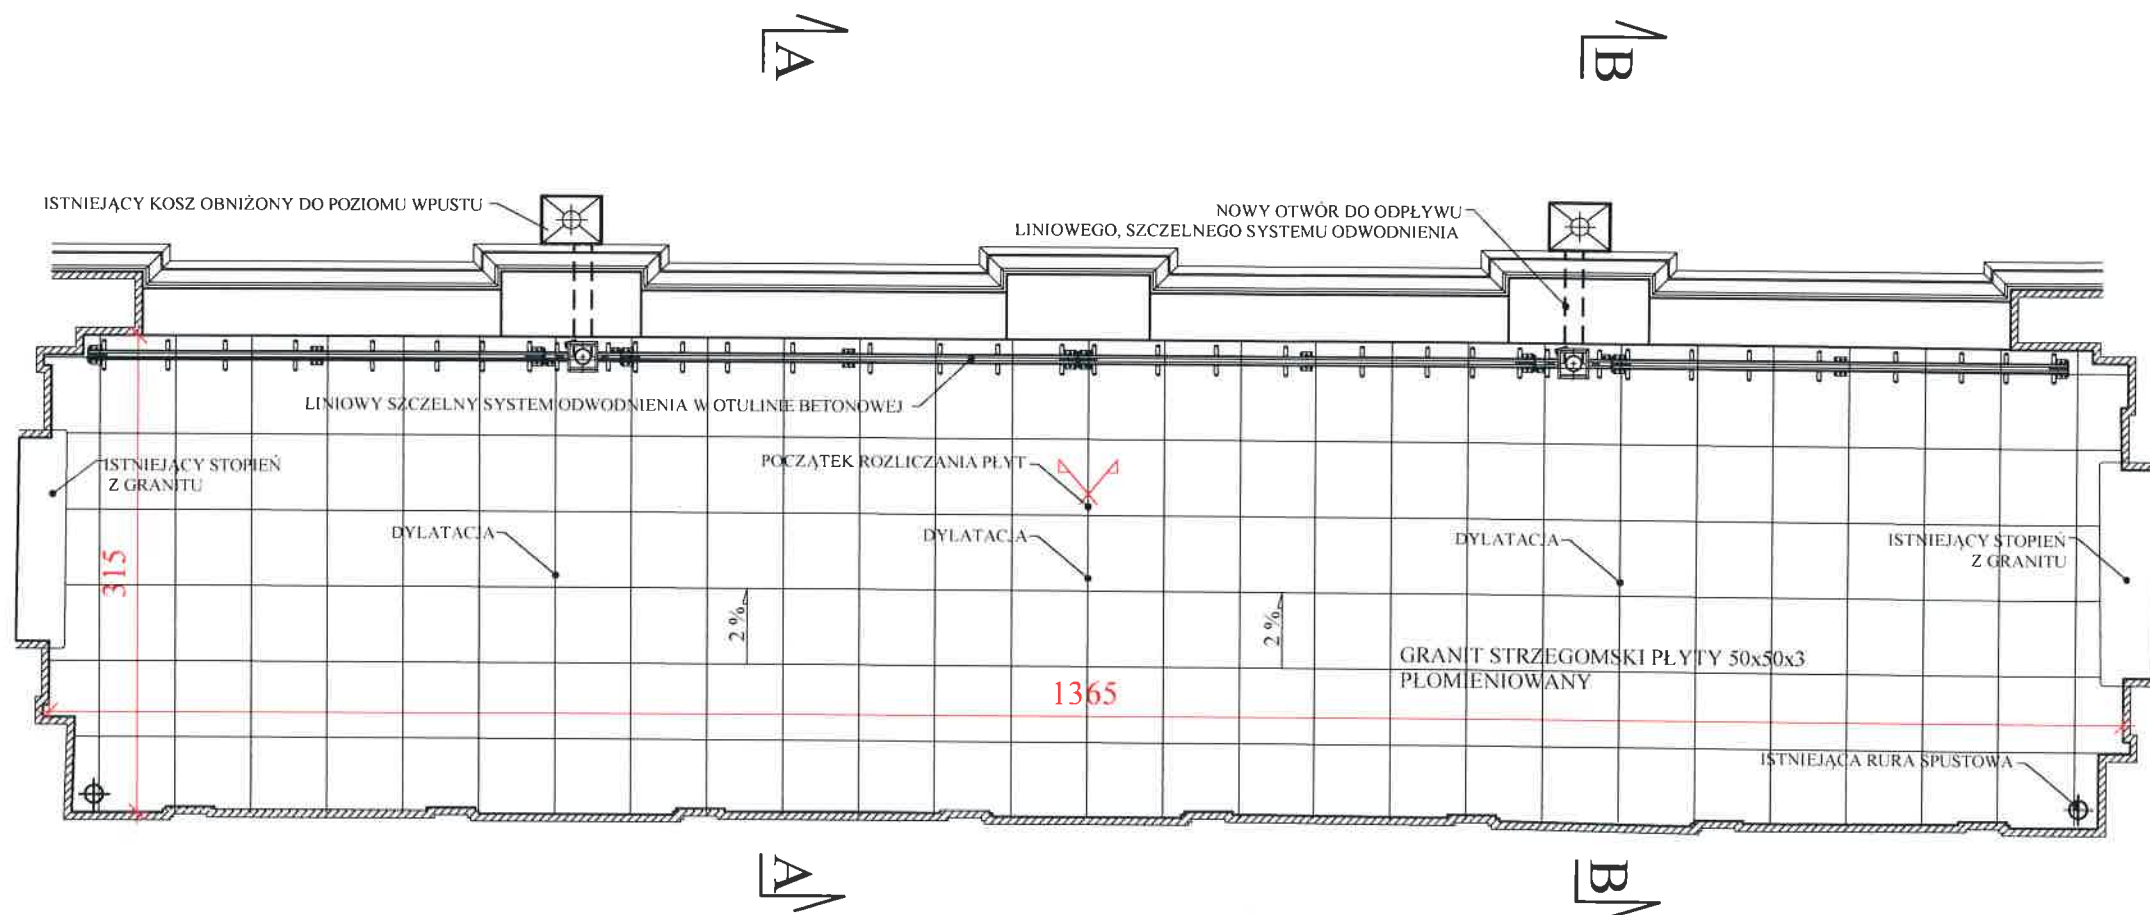 A
B
ISTNIEJĄCY KOSZ OBNIŻONY DO POZIOMU WPUSTU
NOWY OTWÓR DO ODPŁYWU
LINIOWEGO, SZCZELNEGO SYSTEMU ODWODNIENIA
LINIOWY SZCZELNY SYSTEM ODWODNIENIA W OTULINIE BETONOWEJ
ISTNIEJĄCY STOPIEŃ
Z GRANITU
POCZĄTEK ROZLICZANIA PŁYT
DYLATACJA
DYLATACJA
DYLATACJA
ISTNIEJĄCY STOPIEŃ
Z GRANITU
315
2 %
2 %
GRANIT STRZEGOMSKI PŁYTY 50x50x3
PŁOMIENIOWANY
1365
ISTNIEJĄCA RURA SPUSTOWA
A
B